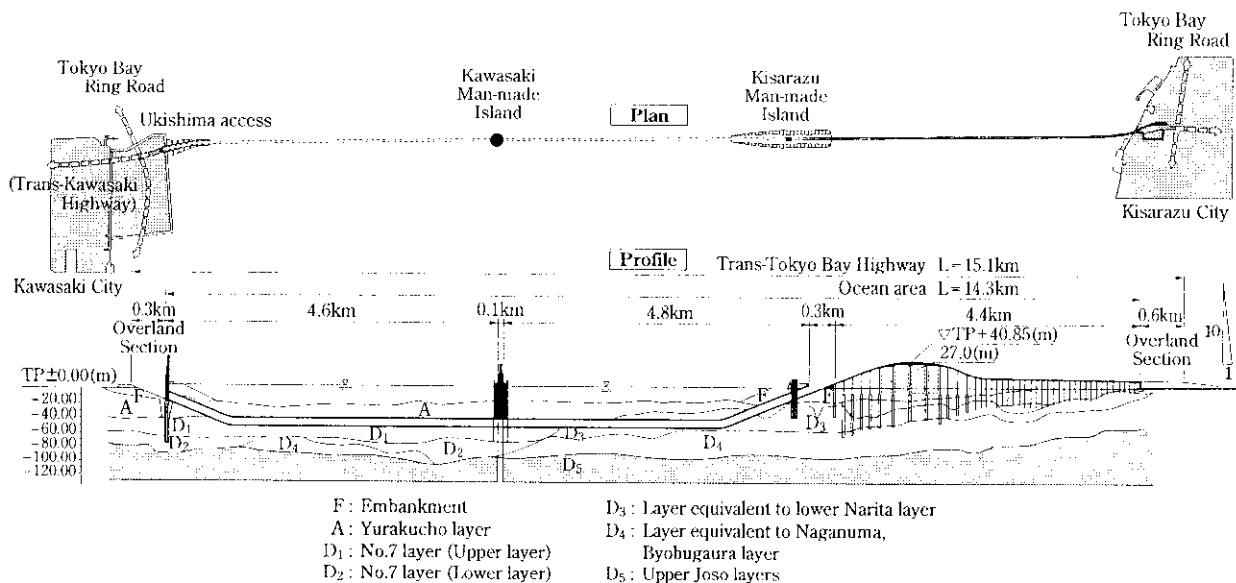 Tokyo Bay
Ring Road
Ukishima access
Kawasaki
Man-made
Island
Plan
Kisarazu
Man-made
Island
Tokyo Bay
Ring Road
(Trans-Kawasaki
Highway)
Kawasaki City
Kisarazu City
Profile
Trans-Tokyo Bay Highway L=15.1km
Ocean area L=14.3km
0.3km
4.6km
0.1km
4.8km
0.3km
4.4km
0.6km
Overland
Section
▽TP+40.85(m)
27.0(m)
Overland
Section
10
1
TP±0.00(m)
-20.00
-40.00
-60.00
-80.00
-100.00
-120.00
F
A
D1
D2
A
D4
D1
D2
D3
D5
D4
F
F
D3
F: Embankment
A: Yurakucho layer
D1: No.7 layer (Upper layer)
D2: No.7 layer (Lower layer)
D3: Layer equivalent to lower Narita layer
D4: Layer equivalent to Naganuma,
Byobugaura layer
D5: Upper Joso layers